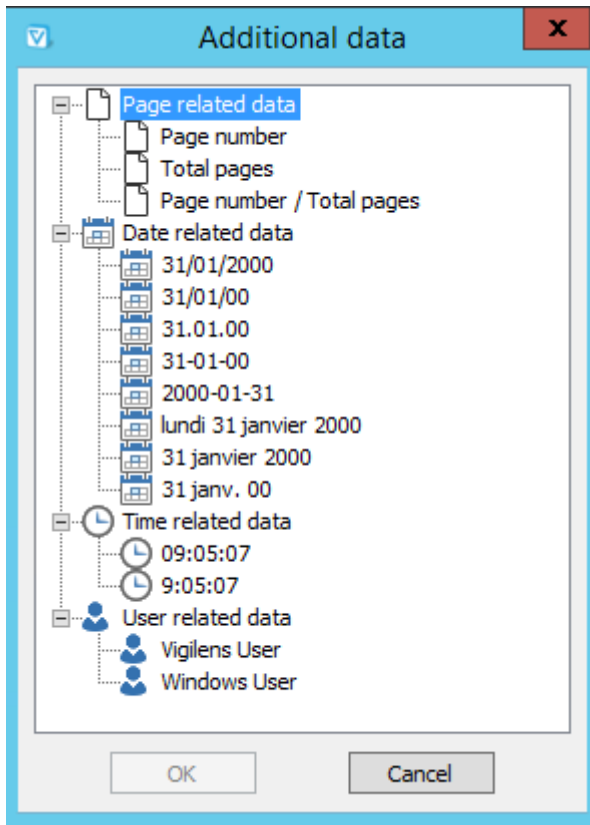 Additional data
x
Page related data
Page number
Total pages
Page number / Total pages
Date related data
31/01/2000
31/01/00
31.01.00
31-01-00
2000-01-31
lundi 31 janvier 2000
31 janvier 2000
31 janv. 00
Time related data
09:05:07
9:05:07
User related data
Vigilens User
Windows User
OK Cancel